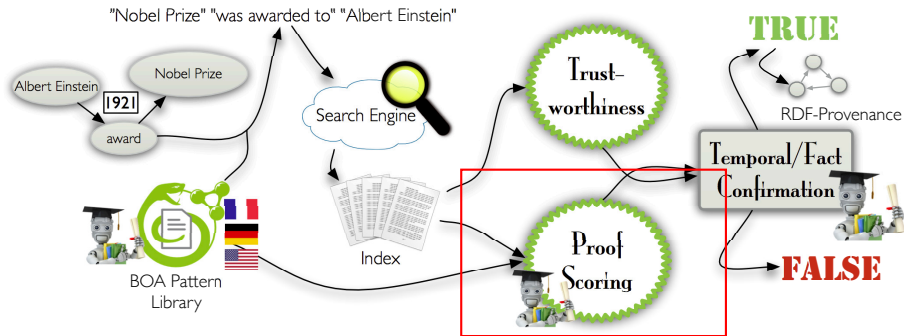 "Nobel Prize" "was awarded to" "Albert Einstein"
Albert Einstein
Nobel Prize
1921
award
BOA Pattern
Library
Search Engine
Index
Trust-
worthiness
Proof
Scoring
Temporal/Fact
Confirmation
TRUE
RDF-Provenance
FALSE